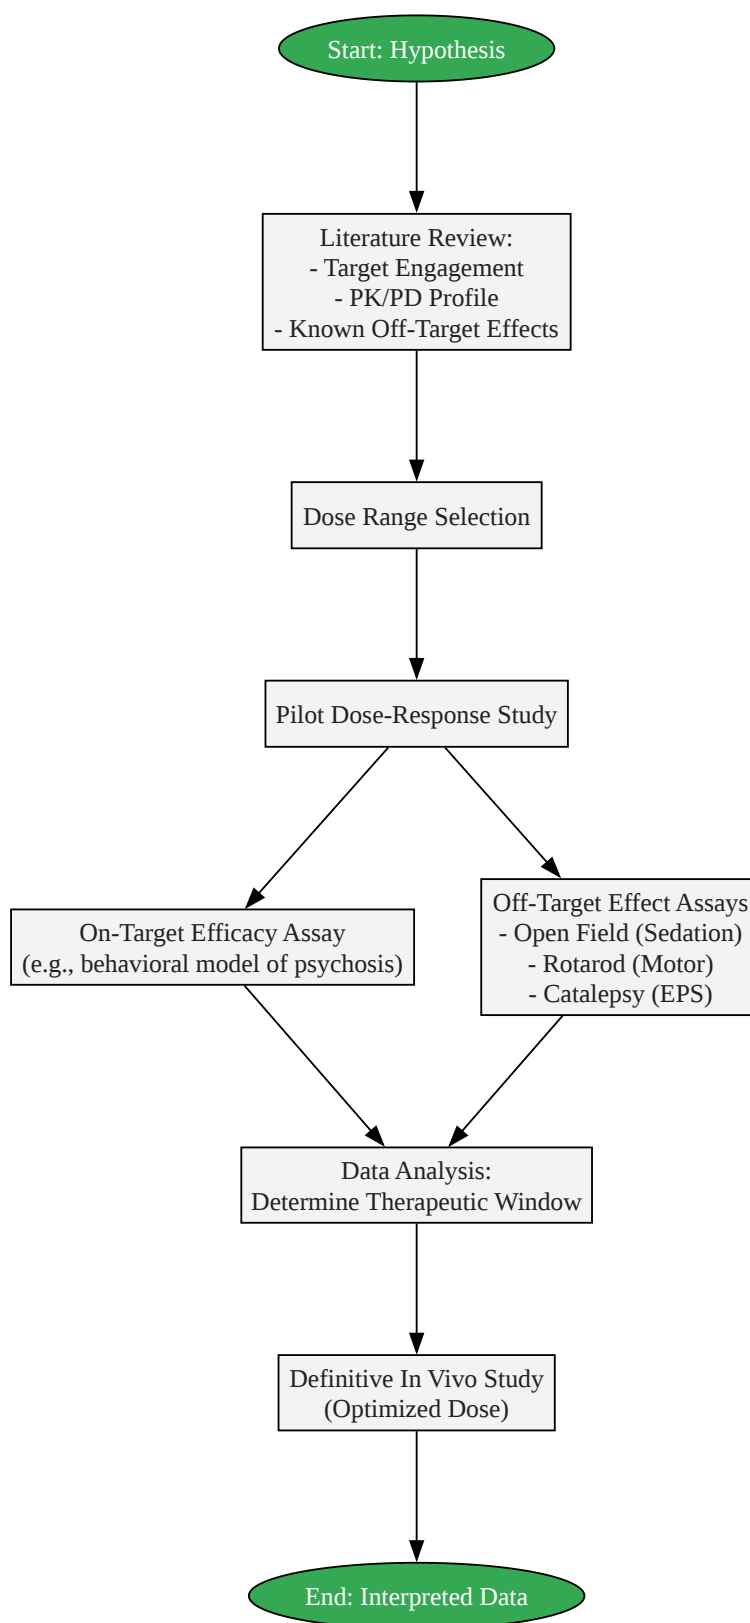 Start: Hypothesis
Literature Review:
- Target Engagement
- PK/PD Profile
- Known Off-Target Effects
Dose Range Selection
Pilot Dose-Response Study
On-Target Efficacy Assay
(e.g., behavioral model of psychosis)
Off-Target Effect Assays
- Open Field (Sedation)
- Rotarod (Motor)
- Catalepsy (EPS)
Data Analysis:
Determine Therapeutic Window
Definitive In Vivo Study
(Optimized Dose)
End: Interpreted Data